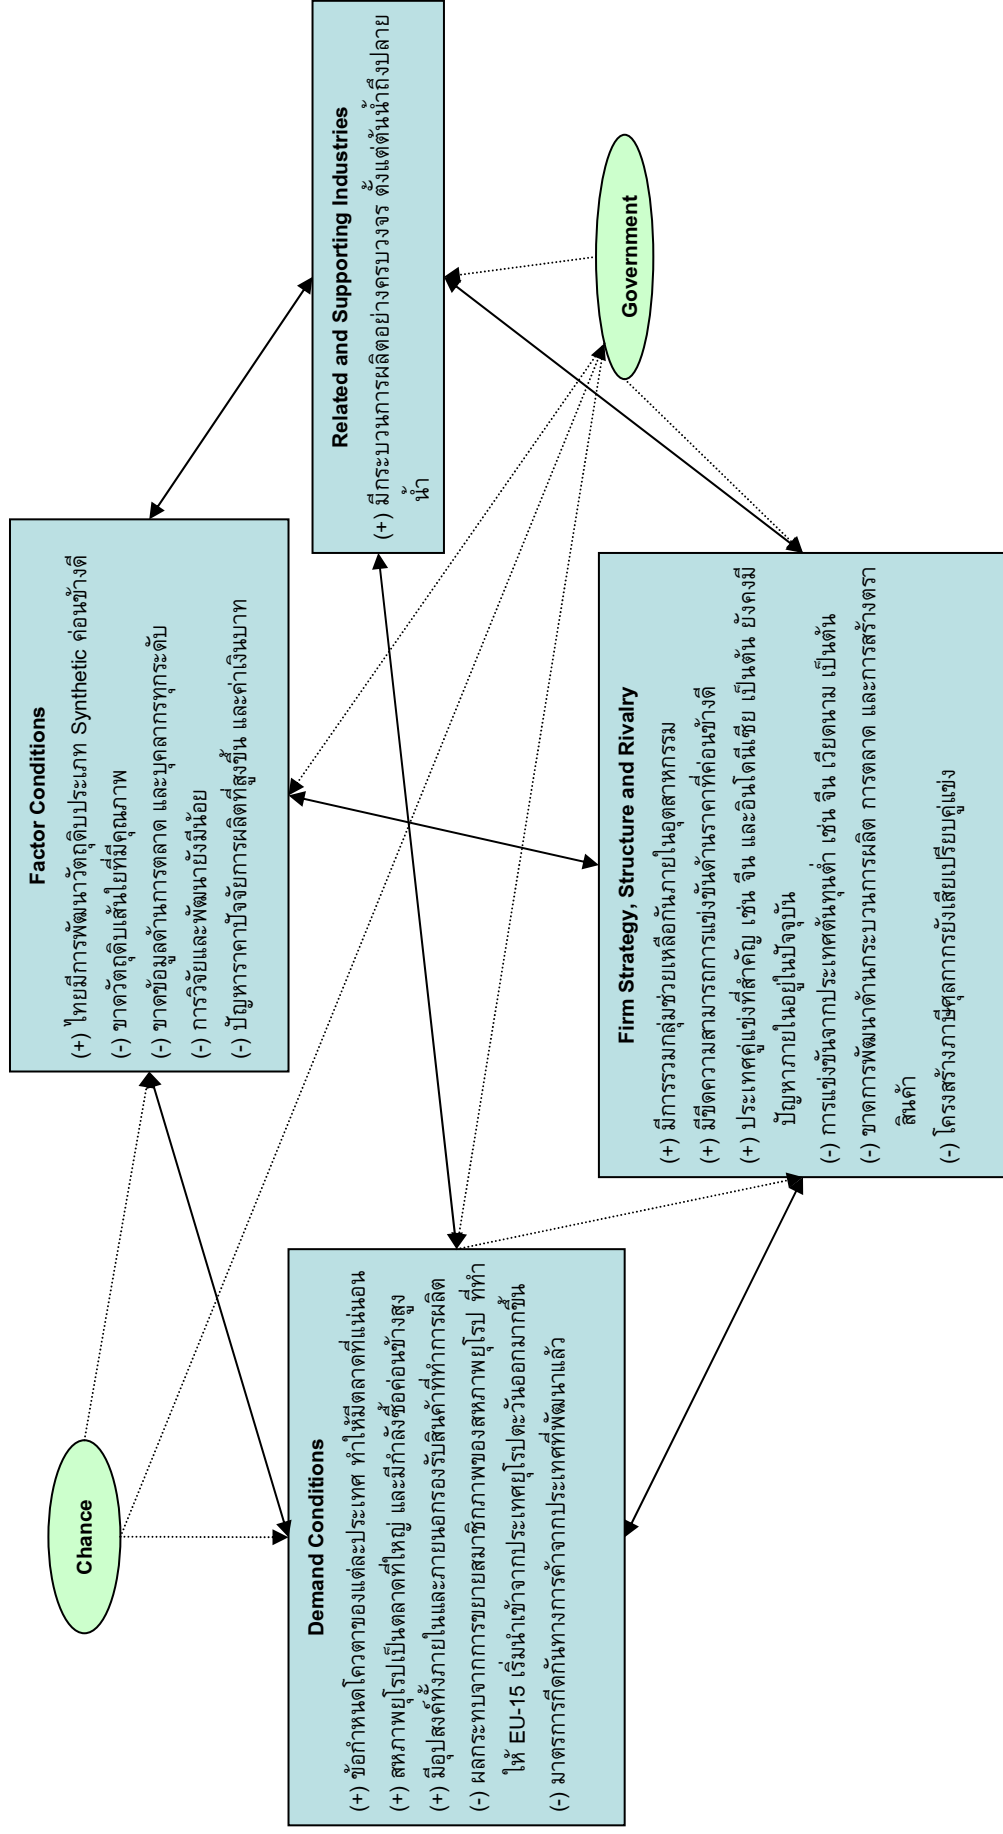 Chance
Factor Conditions
(+) ไทยมีการพัฒนาวัตถุดิบประเภท Synthetic ค่อนข้างดี
(-) ขาดวัตถุดิบเส้นใยที่มีคุณภาพ
(-) ขาดข้อมูลด้านการตลาด และบุคลากรทุกระดับ
(-) การวิจัยและพัฒนายังมีน้อย
(-) ปัญหาราคาปัจจัยการผลิตที่สูงขึ้น และค่าเงินบาท
Demand Conditions
(+) ข้อกำหนดโควตาของแต่ละประเทศ ทำให้มีตลาดที่แน่นอน
(+) สหภาพยุโรปเป็นตลาดที่ใหญ่ และมีกำลังซื้อค่อนข้างสูง
(+) มีอุปสงค์ทั้งภายในและภายนอกรองรับสินค้าที่ทำการผลิต
(-) ผลกระทบจากการขยายสมาชิกภาพของสหภาพยุโรป ที่ทำ
ให้ EU-15 เริ่มนำเข้าจากประเทศยุโรปตะวันออกมากขึ้น
(-) มาตรการกีดกันทางการค้าจากประเทศที่พัฒนาแล้ว
Related and Supporting Industries
(+) มีกระบวนการผลิตอย่างครบวงจร ตั้งแต่ต้นน้ำถึงปลาย
น้ำ
Firm Strategy, Structure and Rivalry
(+) มีการรวมกลุ่มช่วยเหลือกันภายในอุตสาหกรรม
(+) มีขีดความสามารถการแข่งขันด้านราคาที่ค่อนข้างดี
(+) ประเทศคู่แข่งที่สำคัญ เช่น จีน และอินโดนีเซีย เป็นต้น ยังคงมี
ปัญหาภายในอยู่ในปัจจุบัน
(-) การแข่งขันจากประเทศต้นทุนต่ำ เช่น จีน เวียดนาม เป็นต้น
(-) ขาดการพัฒนาด้านกระบวนการผลิต การตลาด และการสร้างตรา
สินค้า
(-) โครงสร้างภาษีศุลกากรยังเสียเปรียบคู่แข่ง
Government